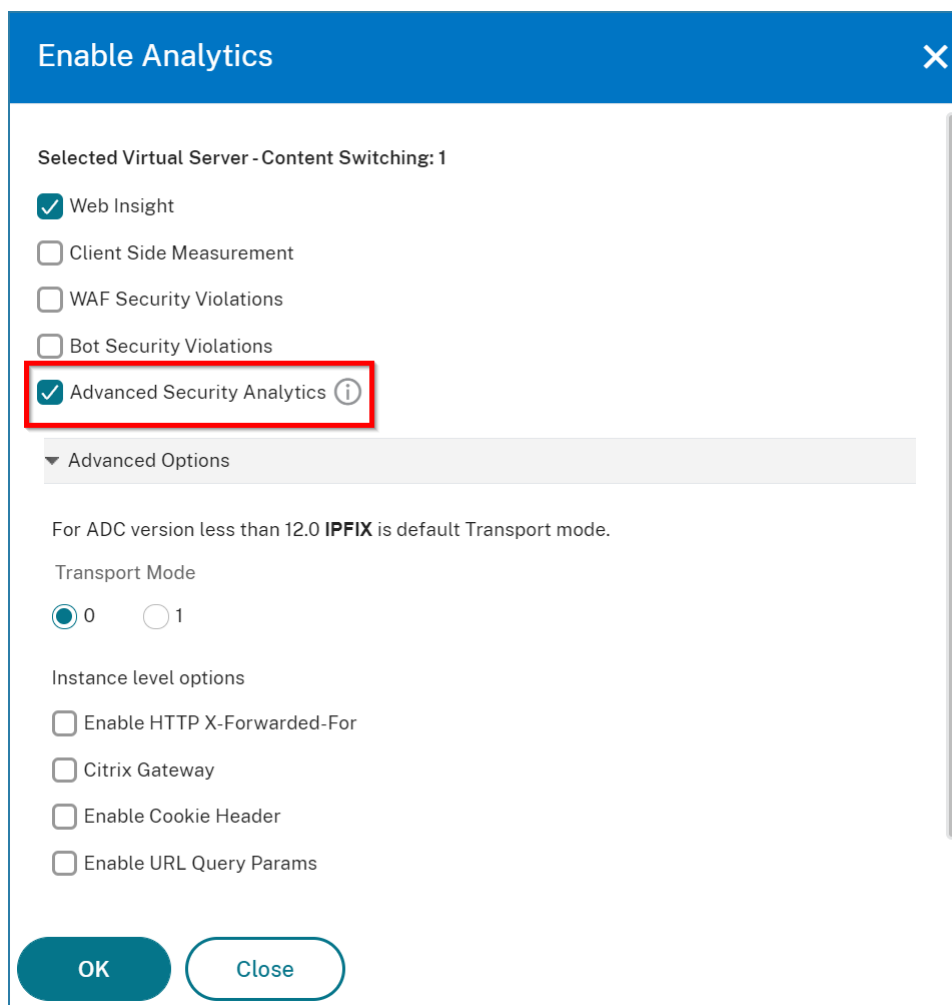 Enable Analytics
Selected Virtual Server - Content Switching: 1
Web Insight
Client Side Measurement
WAF Security Violations
Bot Security Violations
Advanced Security Analytics
Advanced Options
For ADC version less than 12.0 IPFIX is default Transport mode.
Transport Mode
0 1
Instance level options
Enable HTTP X-Forwarded-For
Citrix Gateway
Enable Cookie Header
Enable URL Query Params
OK Close